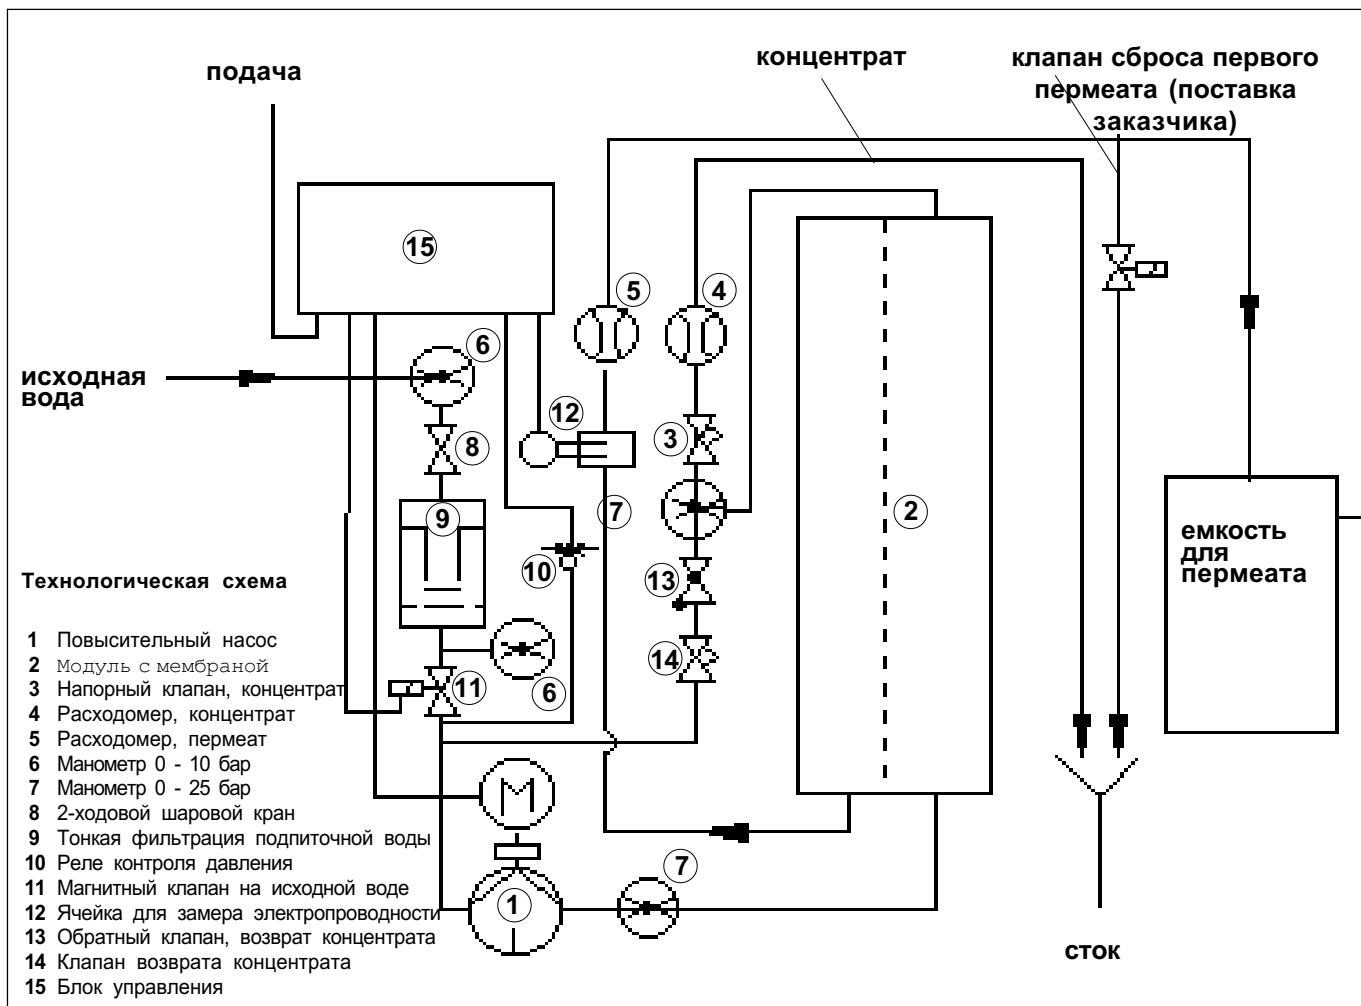 подача
концентрат
клапан сброса первого
пермеата (поставка
заказчика)
15
5
4
6
исходная
вода
12
8
3
9
7
2
10
13
емкость
для
пермеата
14
11
6
7
1
сток
Технологическая схема
1 Повысительный насос
2 Модуль с мембраной
3 Напорный клапан, концентрат
4 Расходомер, концентрат
5 Расходомер, пермеат
6 Манометр 0 - 10 бар
7 Манометр 0 - 25 бар
8 2-ходовой шаровой кран
9 Тонкая фильтрация подпиточной воды
10 Реле контроля давления
11 Магнитный клапан на исходной воде
12 Ячейка для замера электропроводности
13 Обратный клапан, возврат концентрата
14 Клапан возврата концентрата
15 Блок управления
M